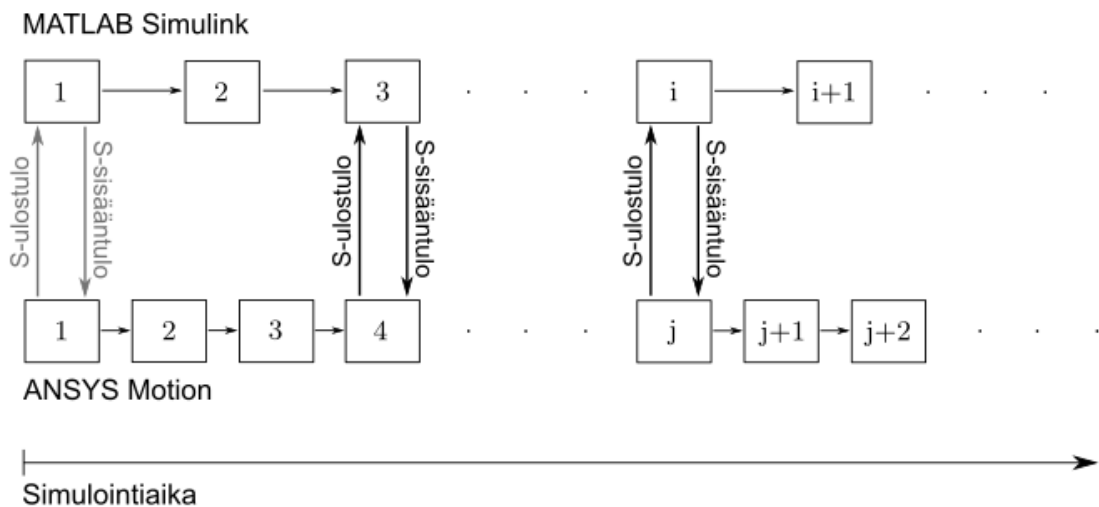 MATLAB Simulink
1 2 3 . . . i i+1 . . .
S-ulostulo S-sisääntulo S-ulostulo S-sisääntulo S-ulostulo S-sisääntulo
1 2 3 4 . . . j j+1 j+2 . . .
ANSYS Motion
Simulointiaika